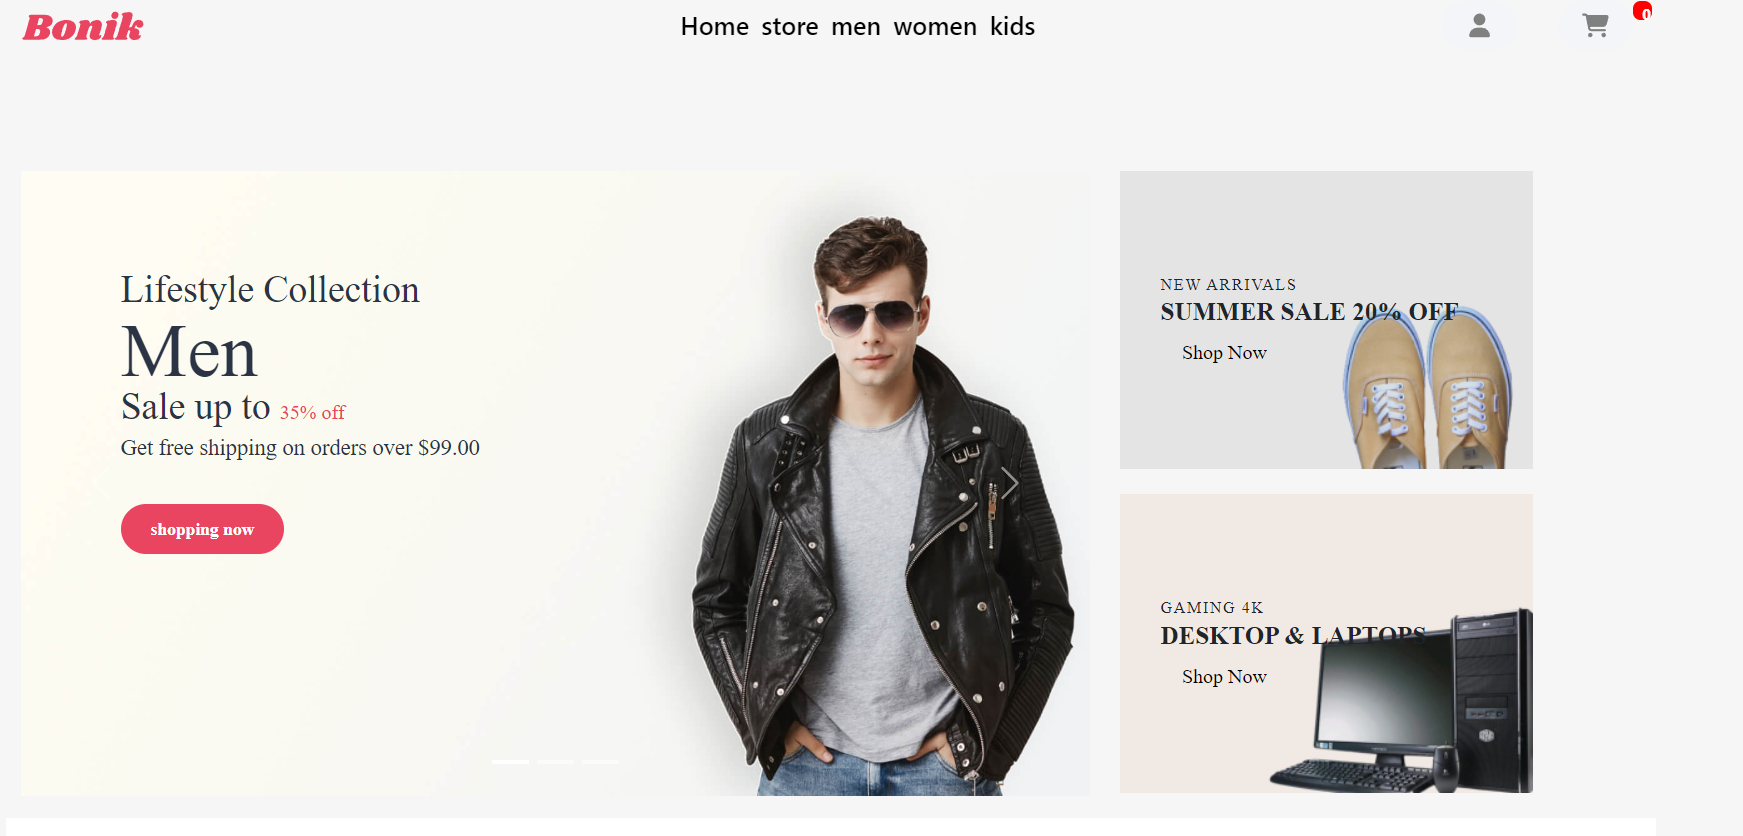 Bonik
Home store men women kids
0
Lifestyle Collection
Men
Sale up to 35% off
Get free shipping on orders over $99.00
shopping now
NEW ARRIVALS
SUMMER SALE 20% OFF
Shop Now
GAMING 4K
DESKTOP & LAPTOPS
Shop Now